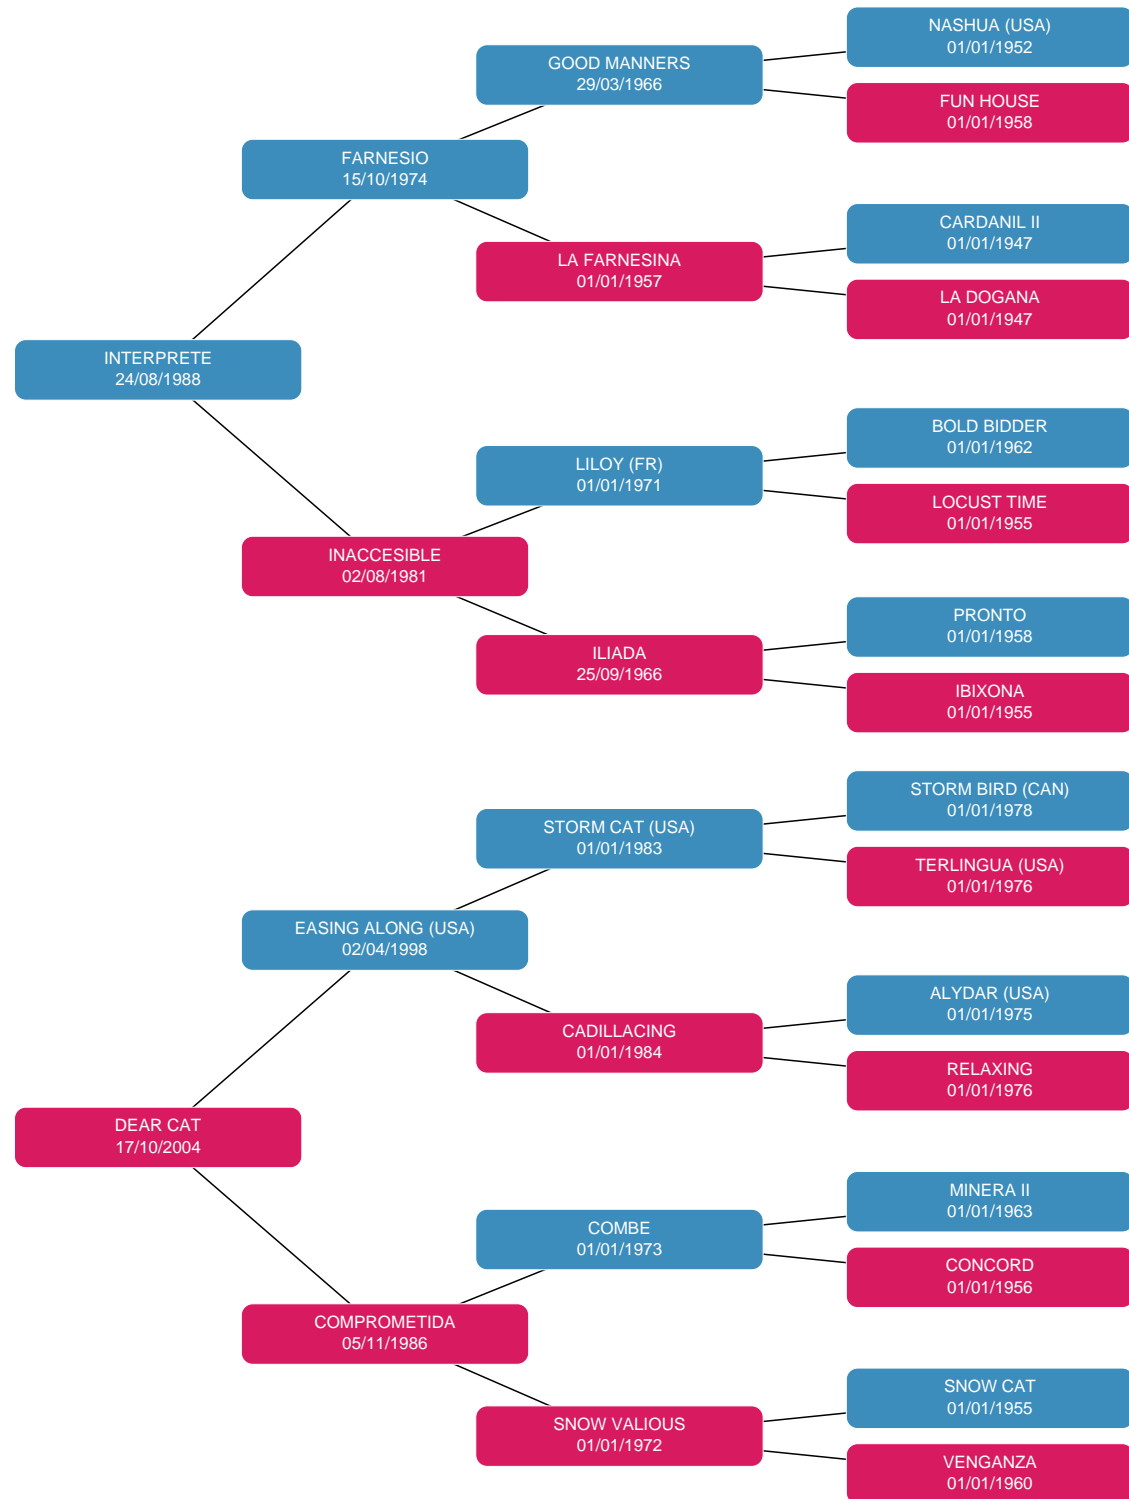 NASHUA (USA)
01/01/1952
GOOD MANNERS
29/03/1966
FUN HOUSE
01/01/1958
FARNESIO
15/10/1974
CARDANIL II
01/01/1947
LA FARNESINA
01/01/1957
LA DOGANA
01/01/1947
INTERPRETE
24/08/1988
BOLD BIDDER
01/01/1962
LILOY (FR)
01/01/1971
LOCUST TIME
01/01/1955
INACCESIBLE
02/08/1981
PRONTO
01/01/1958
ILIADA
25/09/1966
IBIXONA
01/01/1955
STORM BIRD (CAN)
01/01/1978
STORM CAT (USA)
01/01/1983
TERLINGUA (USA)
01/01/1976
EASING ALONG (USA)
02/04/1998
ALYDAR (USA)
01/01/1975
CADILLACING
01/01/1984
RELAXING
01/01/1976
DEAR CAT
17/10/2004
MINERA II
01/01/1963
COMBE
01/01/1973
CONCORD
01/01/1956
COMPROMETIDA
05/11/1986
SNOW CAT
01/01/1955
SNOW VALIOUS
01/01/1972
VENGANZA
01/01/1960